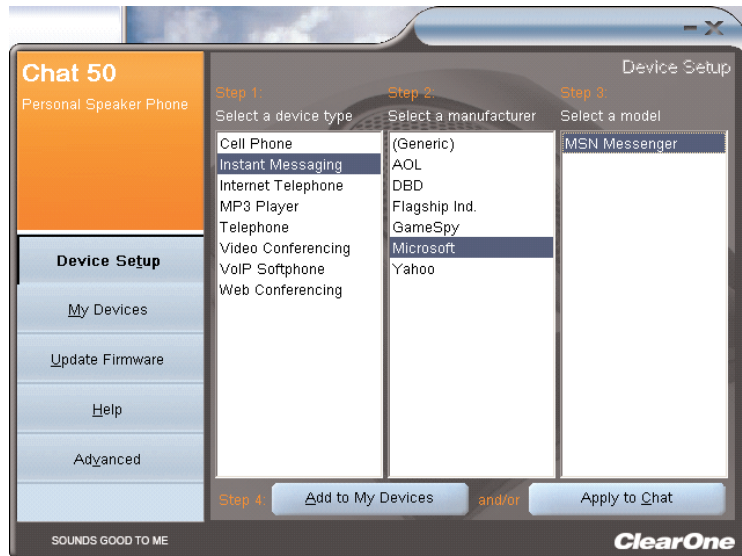 Chat 50
Personal Speaker Phone
Device Setup
My Devices
Update Firmware
Help
Advanced
SOUNDS GOOD TO ME
Device Setup
Step 1:
Select a device type
Cell Phone
Instant Messaging
Internet Telephone
MP3 Player
Telephone
Video Conferencing
VoIP Softphone
Web Conferencing
Step 2:
Select a manufacturer
(Generic)
AOL
DBD
Flagship Ind.
GameSpy
Microsoft
Yahoo
Step 3:
Select a model
MSN Messenger
Step 4:
Add to My Devices
and/or
Apply to Chat
ClearOne